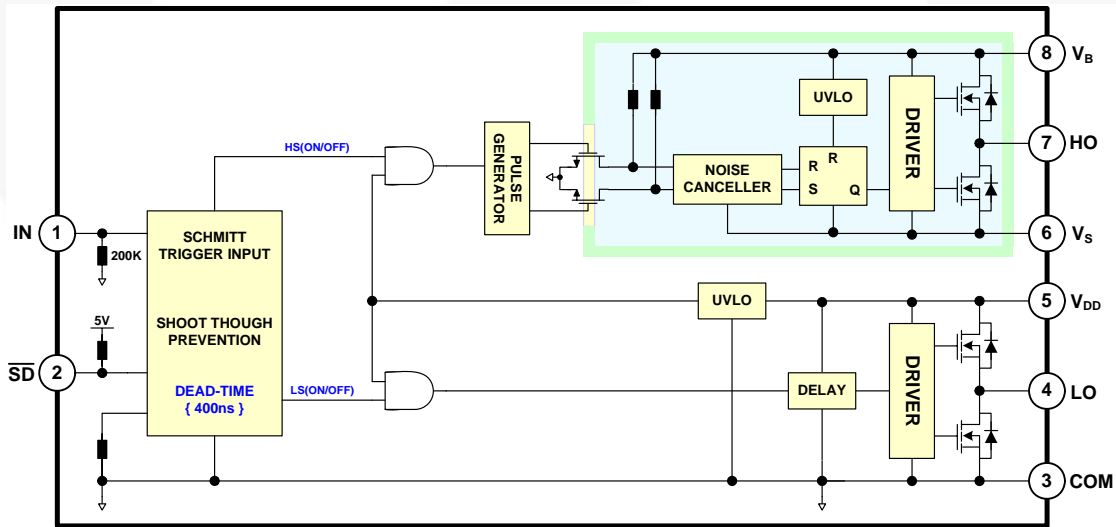 8 VB
UVLO
DRIVER
7 HO
HS(ON/OFF)
PULSE
GENERATOR
NOISE
CANCELLER
R
R
S
Q
IN 1
200K
SCHMITT
TRIGGER INPUT
6 VS
5V
SHOOT THOUGH
PREVENTION
UVLO
5 VDD
SD 2
DEAD-TIME
{ 400ns }
LS(ON/OFF)
DELAY
DRIVER
4 LO
3 COM